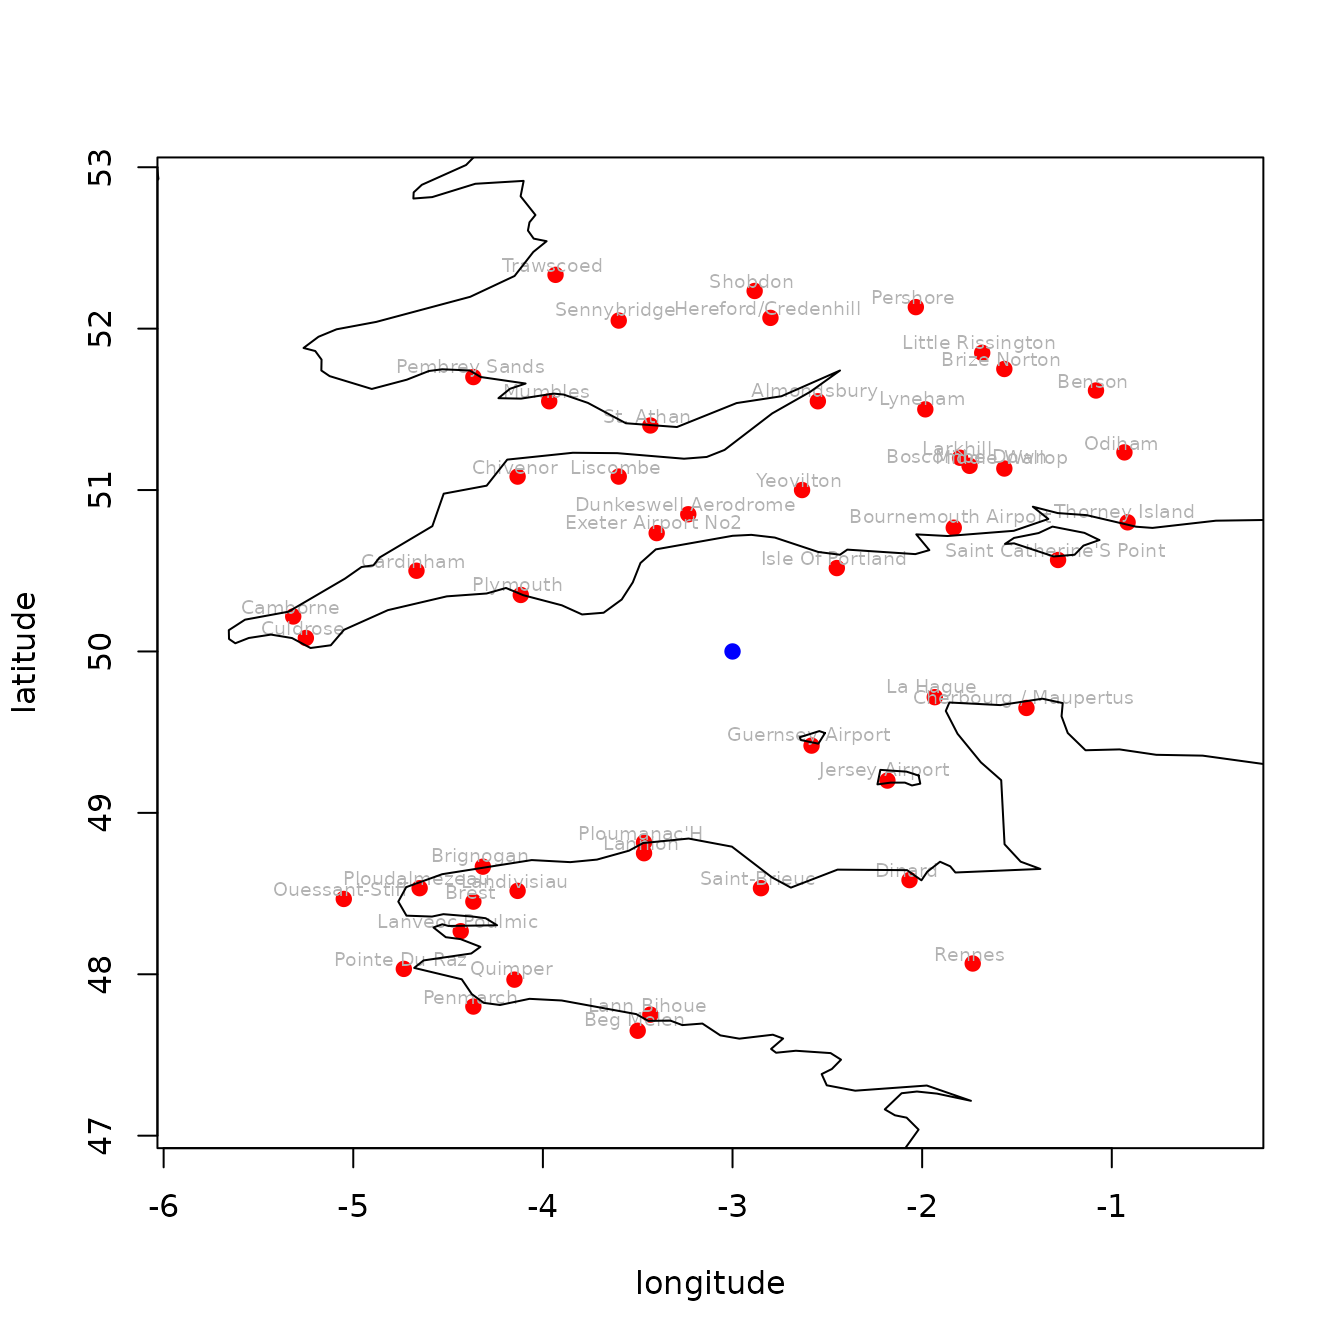 53
52
51
50
49
48
47
latitude
Trawscoed
Shobdon
Sennybridge
Hereford/Credenhill
Pershore
Little Rissington
Brize Norton
Pembrey Sands
Benson
Mumbles
Almondsbury
Lyneham
St. Athan
Odiham
Larkhill
Boscombe Down
Middle Wallop
Chivenor
Liscombe
Yeovilton
Dunkeswell Aerodrome
Thorney Island
Bournemouth Airport
Exeter Airport No2
Saint Catherine'S Point
Isle Of Portland
Cardinham
Plymouth
Camborne
Culdrose
La Hague
Cherbourg / Maupertus
Guernsey Airport
Jersey Airport
Ploumanac'H
Lannion
Brignogan
Dinard
Ploudalmezeau
Landivisiau
Saint-Brieuc
Ouessant-Stiff
Brest
Lanveoc Poulmic
Rennes
Pointe Du Raz
Quimper
Penmarch
Lann Bihoue
Beg Melen
-6
-5
-4
-3
-2
-1
longitude